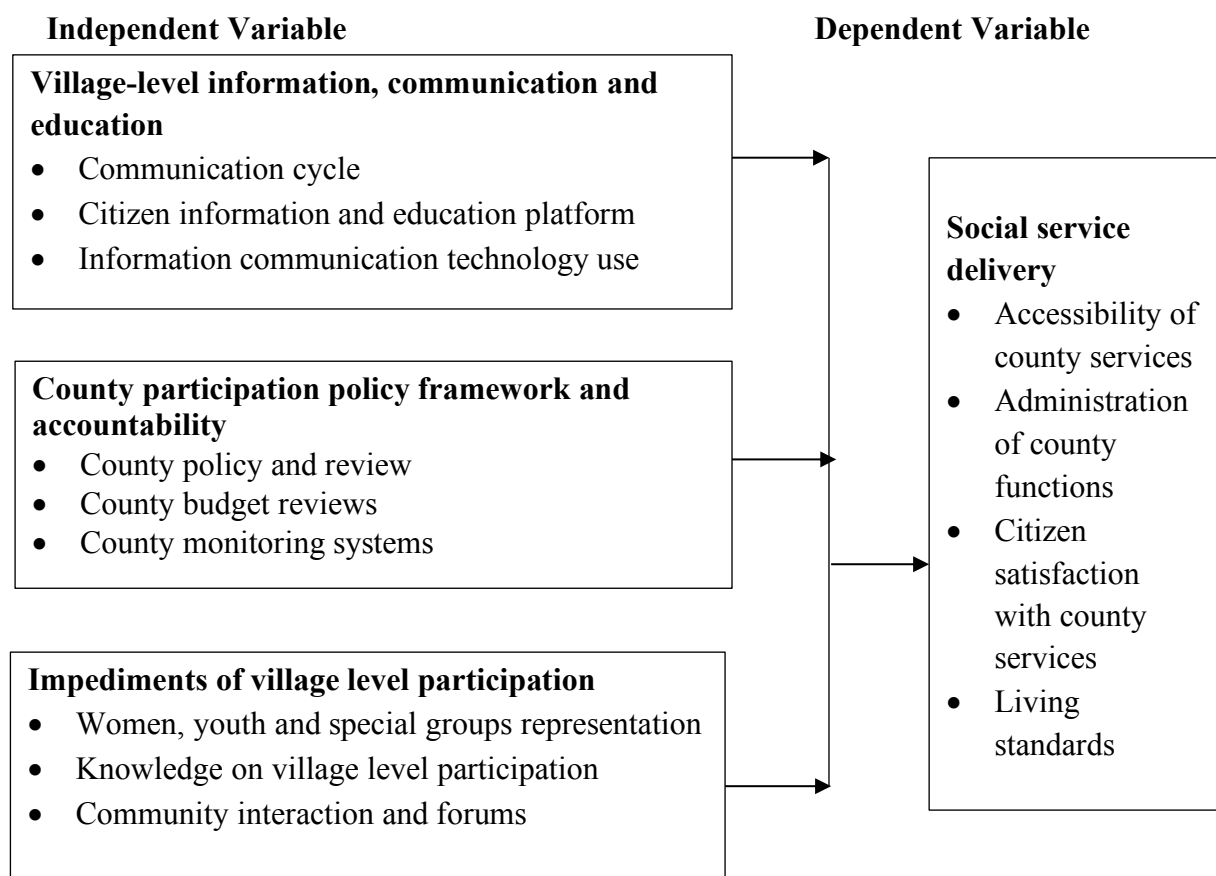 Independent Variable
Dependent Variable
Village-level information, communication and
education
• Communication cycle
• Citizen information and education platform
• Information communication technology use
County participation policy framework and
accountability
• County policy and review
• County budget reviews
• County monitoring systems
Impediments of village level participation
• Women, youth and special groups representation
• Knowledge on village level participation
• Community interaction and forums
Social service
delivery
• Accessibility of
county services
• Administration
of county
functions
• Citizen
satisfaction
with county
services
• Living
standards